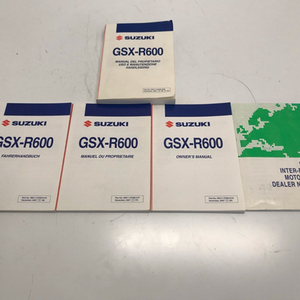 SUZUKI
GSX-R600
MANUAL DEL PROPIETARIO
USO E MANUTENZIONE
SUZUKI
GSX-R600
FAHRERHANDBUCH
SUZUKI
GSX-R600
MANUEL DU PROPRIETAIRE
SUZUKI
GSX-R600
OWNER'S MANUAL
INTER-
MOTO
DEALER N